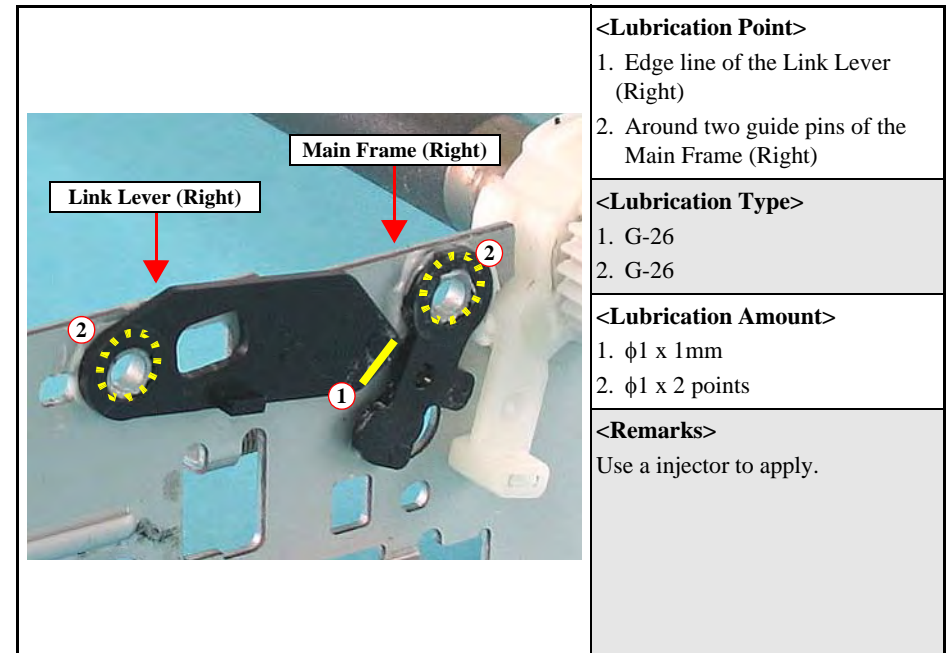 Main Frame (Right)
Link Lever (Right)
2
2
1
<Lubrication Point>
1. Edge line of the Link Lever
(Right)
2. Around two guide pins of the
Main Frame (Right)
<Lubrication Type>
1. G-26
2. G-26
<Lubrication Amount>
1. ϕ1 x 1mm
2. ϕ1 x 2 points
<Remarks>
Use a injector to apply.